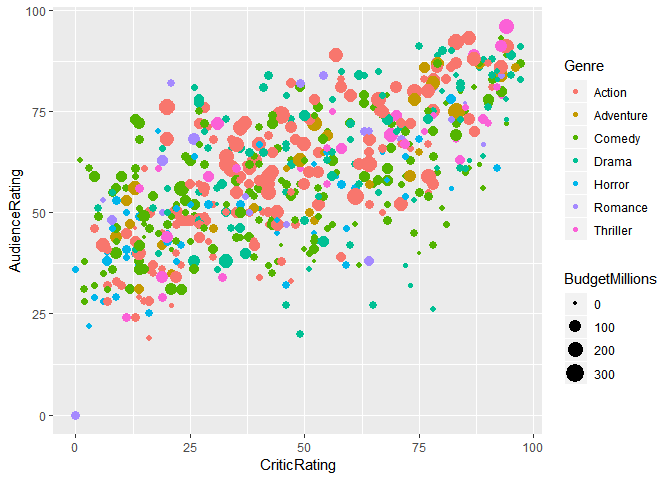 100
75
50
25
0
AudienceRating
0
25
50
75
100
CriticRating
Genre
Action
Adventure
Comedy
Drama
Horror
Romance
Thriller
BudgetMillions
0
100
200
300